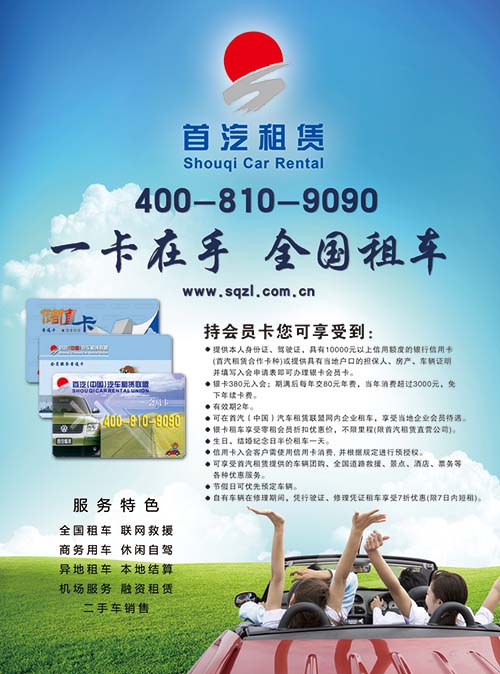 首汽租赁
Shouqi Car Rental
400-810-9090
一卡在手 全国租车
www.sqzl.com.cn
储值卡
首汽(中国)汽车租赁联盟
SHOUQICAR RENTAL UNION
会员卡
400-810-9090
持会员卡您可享受到：
●提供本人身份证、驾驶证，具有10000元以上信用额度的银行信用卡
(首汽租赁合作卡种)或提供具有当地户口的担保人、房产、车辆证明
并填写入会申请表即可办理银卡会员卡。
●银卡380元入会；期满后每年交80元年费，当年消费超过3000元，免
下年续卡费。
●有效期2年。
●可在首汽（中国）汽车租赁联盟网内企业租车，享受当地企业会员待遇。
●银卡租车享受零租会员折扣优惠价，不限里程(限首汽租赁直营公司)。
●生日、结婚纪念日半价租车一天。
●信用卡入会客户需使用信用卡消费，并根据规定进行预授权。
●可享受首汽租赁提供的车辆团购、全国道路救援、景点、酒店、票务等
各种优惠服务。
●节假日可优先预定车辆。
●自有车辆在修理期间，凭行驶证、修理凭证租车享受7折优惠(限7日内短租)。
服务特色
全国租车 联网救援
商务用车 休闲自驾
异地租车 本地结算
机场服务 融资租赁
二手车销售